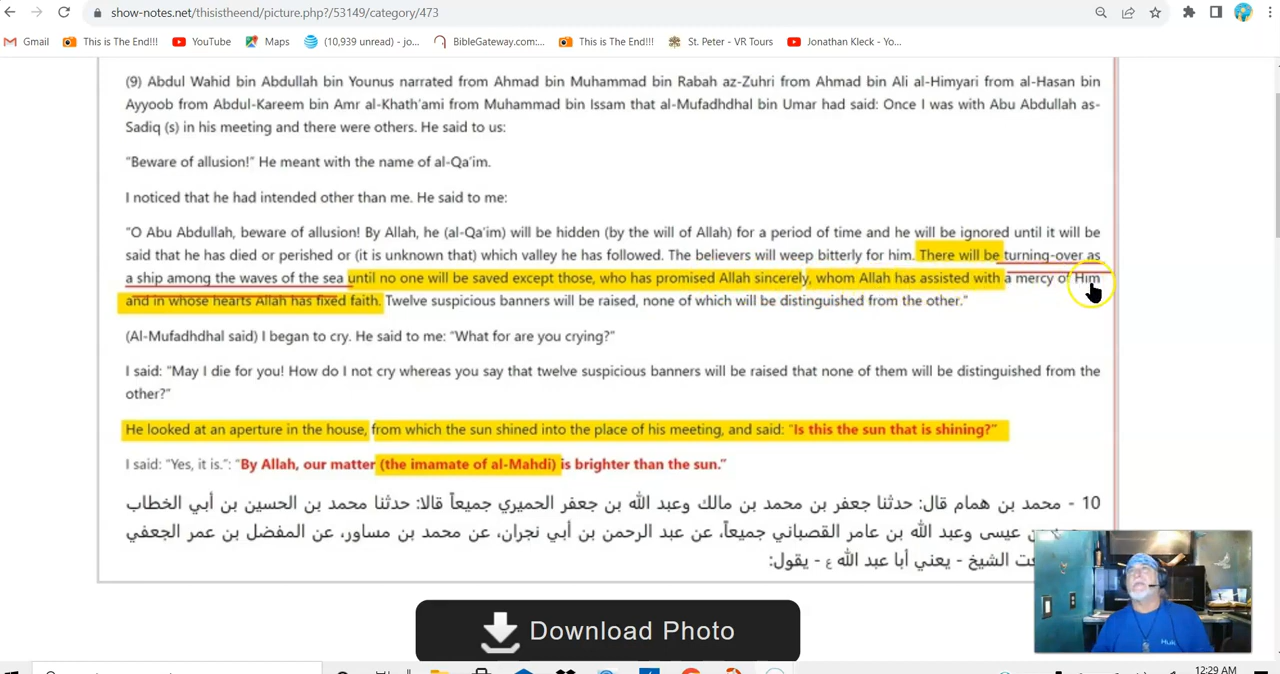 show-notes.net/thisistheend/picture.php?/53149/category/473
Gmail This is The End!!! YouTube Maps (10,939 unread) - jo... BibleGateway.com:... This is The End!!! St. Peter - VR Tours Jonathan Kleck - Yo...
(9) Abdul Wahid bin Abdullah bin Younus narrated from Ahmad bin Muhammad bin Rabah az-Zuhri from Ahmad bin Ali al-Himyari from al-Hasan bin
Ayyoob from Abdul-Kareem bin Amr al-Khath'ami from Muhammad bin Issam that al-Mufadhdhal bin Umar had said: Once I was with Abu Abdullah as-
Sadiq (s) in his meeting and there were others. He said to us:
“Beware of allusion!” He meant with the name of al-Qa’im.
I noticed that he had intended other than me. He said to me:
“O Abu Abdullah, beware of allusion! By Allah, he (al-Qa’im) will be hidden (by the will of Allah) for a period of time and he will be ignored until it will be
said that he has died or perished or (it is unknown that) which valley he has followed. The believers will weep bitterly for him. There will be turning-over as
a ship among the waves of the sea until no one will be saved except those, who has promised Allah sincerely, whom Allah has assisted with a mercy of Him
and in whose hearts Allah has fixed faith. Twelve suspicious banners will be raised, none of which will be distinguished from the other.”
(Al-Mufadhdhal said) I began to cry. He said to me: “What for are you crying?”
I said: “May I die for you! How do I not cry whereas you say that twelve suspicious banners will be raised that none of them will be distinguished from the
other?”
He looked at an aperture in the house, from which the sun shined into the place of his meeting, and said: “Is this the sun that is shining?”
I said: “Yes, it is.”: “By Allah, our matter (the imamate of al-Mahdi) is brighter than the sun.”
10 - محمد بن همام قال: حدثنا جعفر بن محمد بن مالك وعبد الله بن جعفر الحميري جميعاً قالا: حدثنا محمد بن الحسين بن أبي الخطاب
بن عيسى وعبد الله بن عامر القصباني جميعاً، عن عبد الرحمن بن أبي نجران، عن محمد بن مساور، عن المفضل بن عمر الجعفي
الشيخ - يعني أبا عبد الله ع - يقول:
Download Photo
12:29 AM